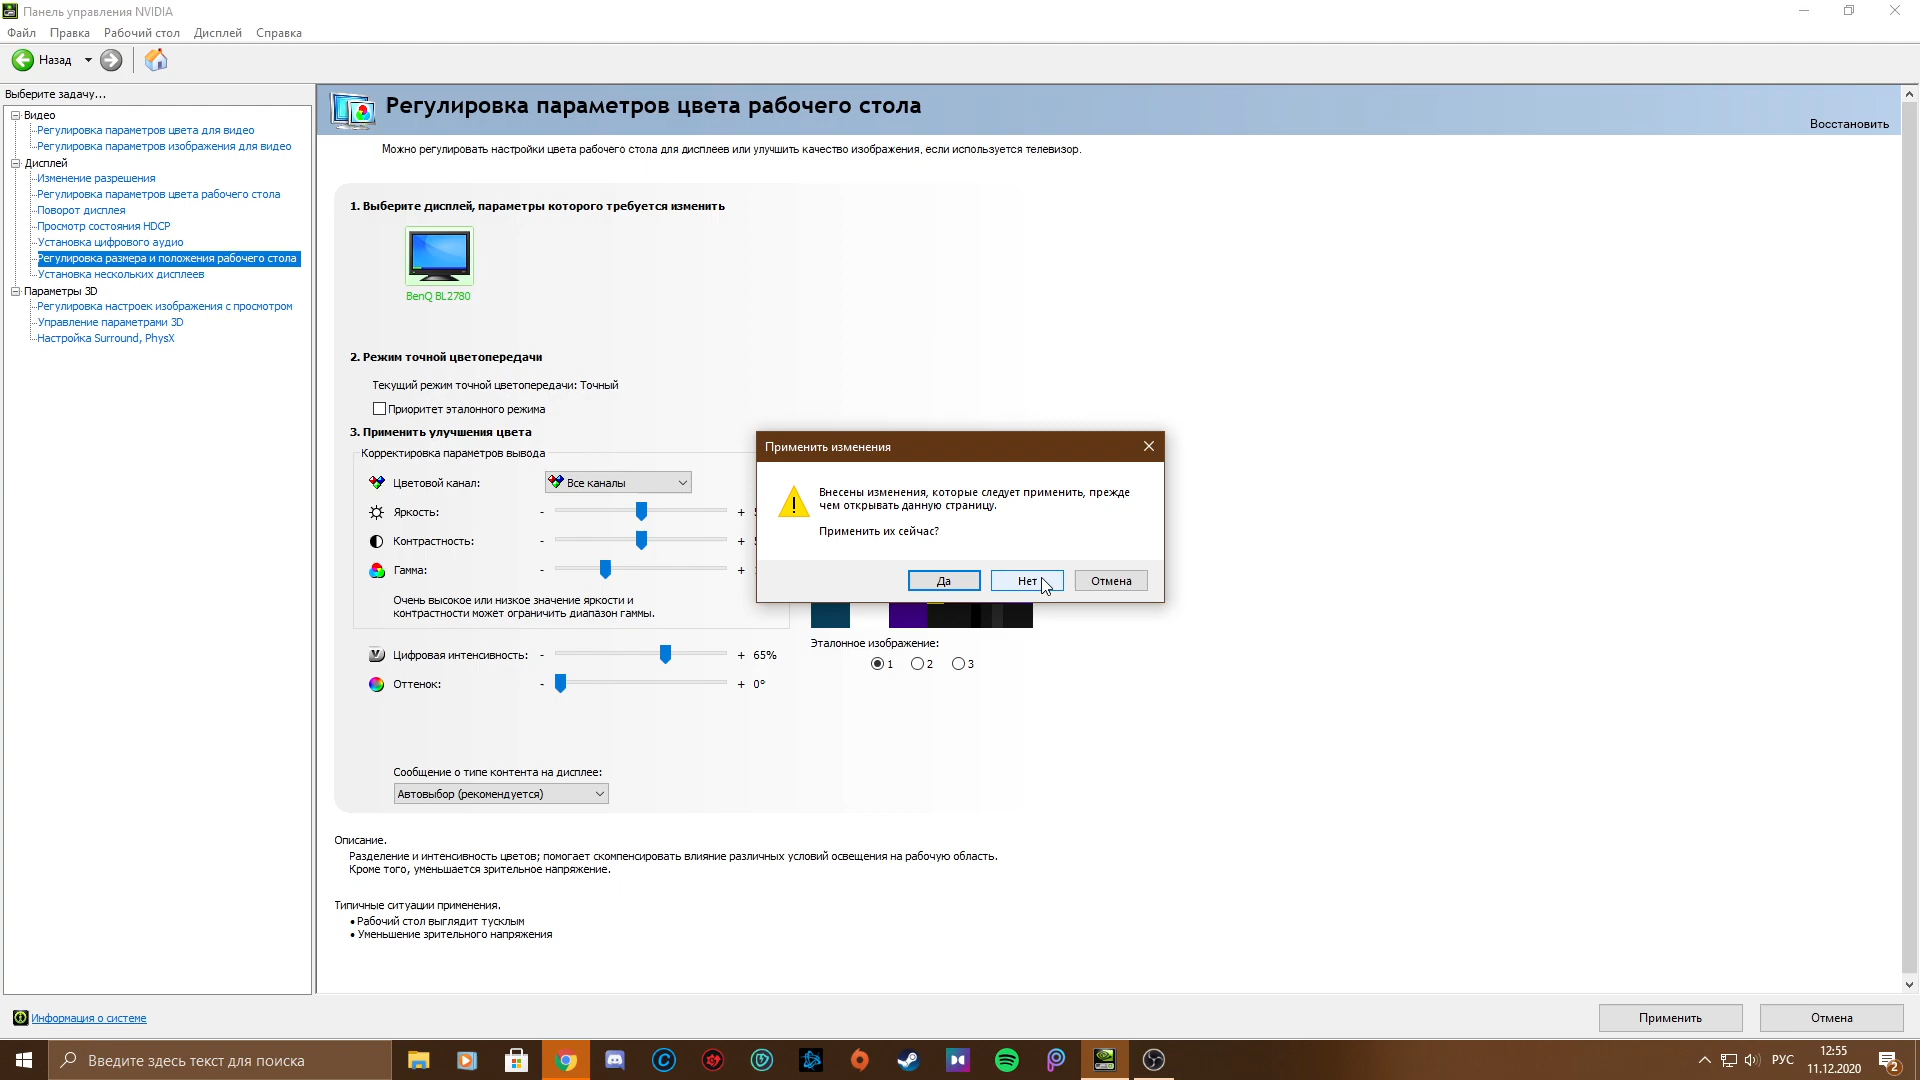 Панель управления NVIDIA
Файл Правка Рабочий стол Дисплей Справка
Назад
Выберите задачу...
Видео
Регулировка параметров цвета для видео
Регулировка параметров изображения для видео
Дисплей
Изменение разрешения
Регулировка параметров цвета рабочего стола
Поворот дисплея
Просмотр состояния HDCP
Установка цифрового аудио
Регулировка размера и положения рабочего стола
Установка нескольких дисплеев
Параметры 3D
Регулировка настроек изображения с просмотром
Управление параметрами 3D
Настройка Surround, PhysX
Регулировка параметров цвета рабочего стола
Восстановить
Можно регулировать настройки цвета рабочего стола для дисплеев или улучшить качество изображения, если используется телевизор.
1. Выберите дисплей, параметры которого требуется изменить
BenQ BL2780
2. Режим точной цветопередачи
Текущий режим точной цветопередачи: Точный
Приоритет эталонного режима
3. Применить улучшения цвета
Корректировка параметров вывода
Цветовой канал: Все каналы
Яркость: - +
Контрастность: - +
Гамма: - +
Очень высокое или низкое значение яркости и
контрастности может ограничить диапазон гаммы.
Цифровая интенсивность: - + 65%
Оттенок: - + 0°
Применить изменения
Внесены изменения, которые следует применить, прежде
чем открывать данную страницу.
Применить их сейчас?
Да Нет Отмена
Эталонное изображение:
1 2 3
Сообщение о типе контента на дисплее:
Автовыбор (рекомендуется)
Описание.
Разделение и интенсивность цветов; помогает скомпенсировать влияние различных условий освещения на рабочую область.
Кроме того, уменьшается зрительное напряжение.
Типичные ситуации применения.
• Рабочий стол выглядит тусклым
• Уменьшение зрительного напряжения
Информация о системе
Применить Отмена
Введите здесь текст для поиска
РУС
12:55
11.12.2020
2